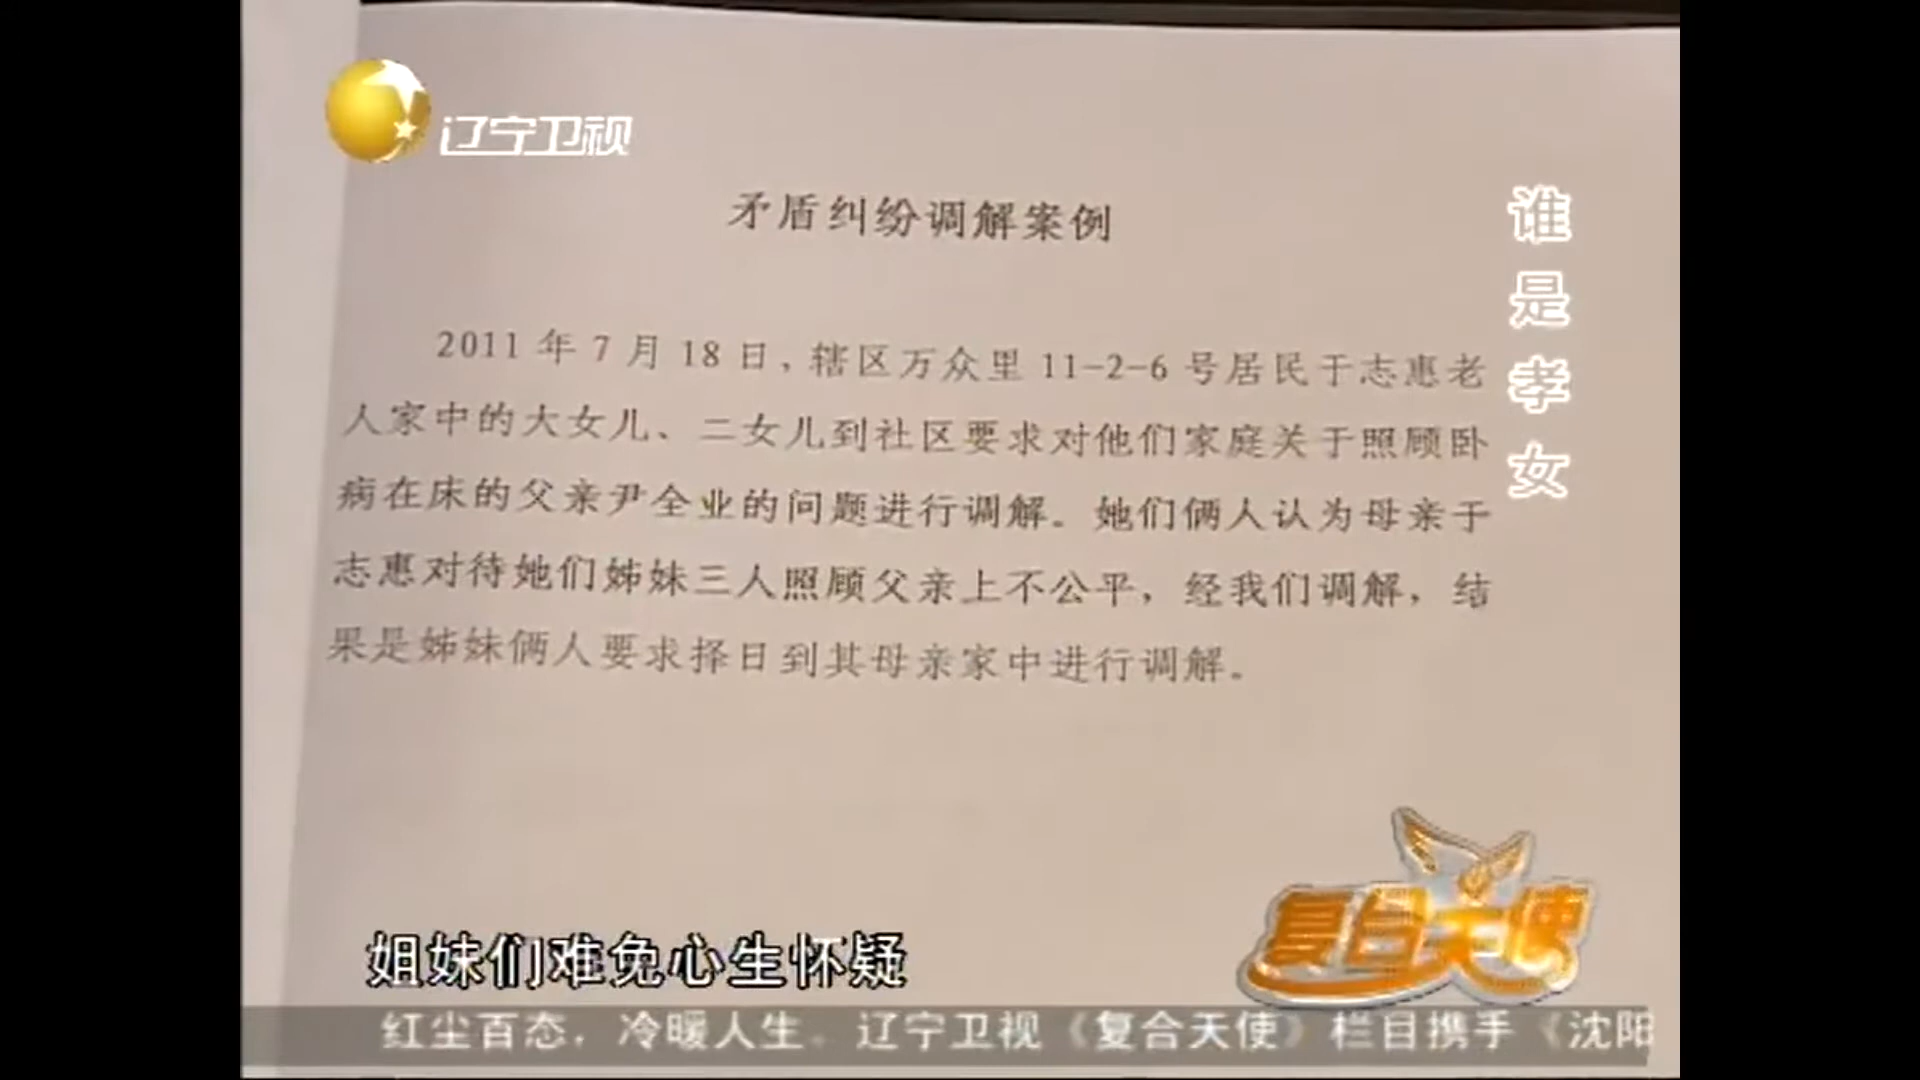 辽宁卫视
矛盾纠纷调解案例
谁是孝女
2011年7月18日，辖区万众里11-2-6号居民于志惠老
人家中的大女儿、二女儿到社区要求对他们家庭关于照顾卧
病在床的父亲尹全业的问题进行调解。她们俩人认为母亲于
志惠对待她们姊妹三人照顾父亲上不公平，经我们调解，结
果是姊妹俩人要求择日到其母亲家中进行调解。
复合天使
姐妹们难免心生怀疑
红尘百态，冷暖人生。辽宁卫视《复合天使》栏目携手《沈阳